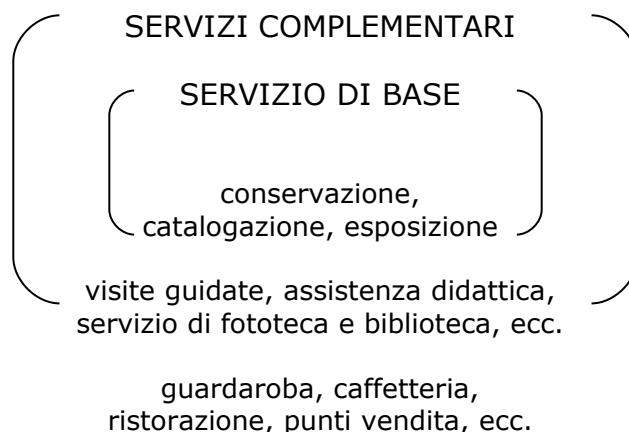 SERVIZI COMPLEMENTARI
SERVIZIO DI BASE
conservazione,
catalogazione, esposizione
visite guidate, assistenza didattica,
servizio di fototeca e biblioteca, ecc.
guardaroba, caffetteria,
ristorazione, punti vendita, ecc.